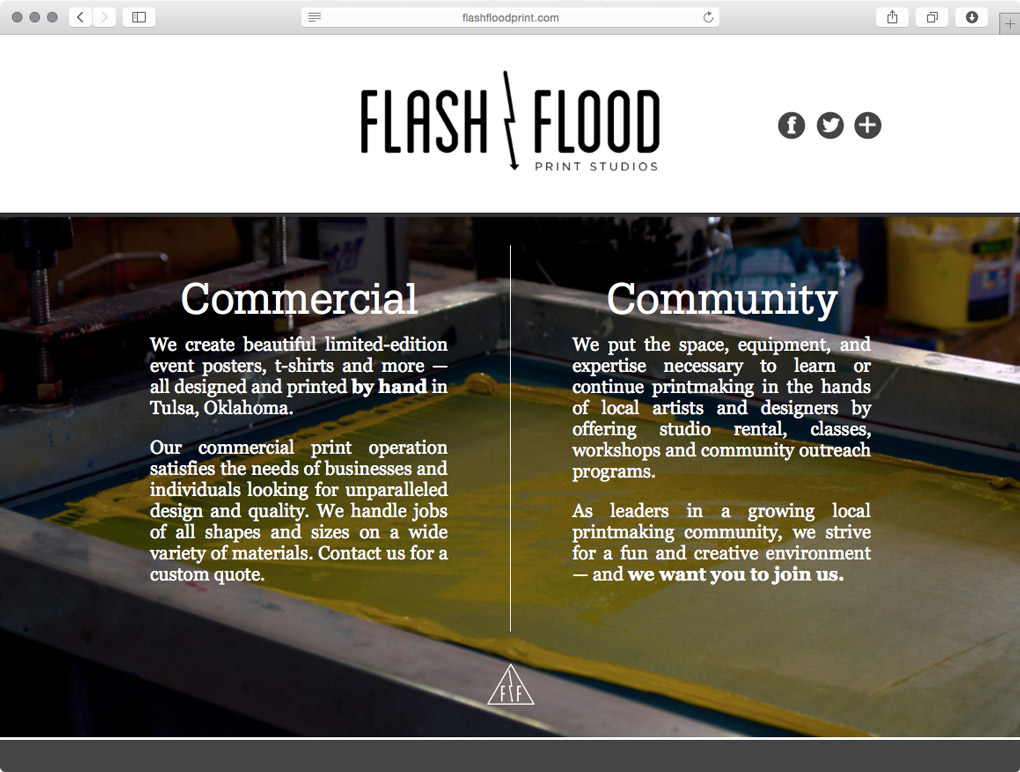 flashfloodprint.com
FLASH FLOOD
PRINT STUDIOS
Commercial
We create beautiful limited-edition
event posters, t-shirts and more —
all designed and printed by hand in
Tulsa, Oklahoma.
Our commercial print operation
satisfies the needs of businesses and
individuals looking for unparalleled
design and quality. We handle jobs
of all shapes and sizes on a wide
variety of materials. Contact us for a
custom quote.
Community
We put the space, equipment, and
expertise necessary to learn or
continue printmaking in the hands
of local artists and designers by
offering studio rental, classes,
workshops and community outreach
programs.
As leaders in a growing local
printmaking community, we strive
for a fun and creative environment
— and we want you to join us.
FF